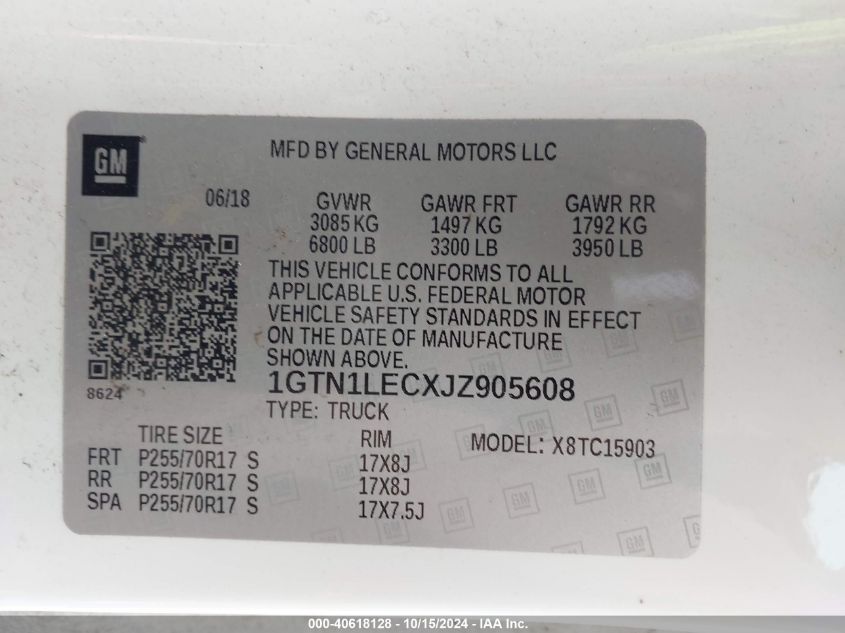 GM
MFD BY GENERAL MOTORS LLC
06/18 GVWR GAWR FRT GAWR RR
3085 KG 1497 KG 1792 KG
6800 LB 3300 LB 3950 LB
THIS VEHICLE CONFORMS TO ALL
APPLICABLE U.S. FEDERAL MOTOR
VEHICLE SAFETY STANDARDS IN EFFECT
ON THE DATE OF MANUFACTURE
SHOWN ABOVE.
8624
1GTN1LECXJZ905608
TYPE: TRUCK
TIRE SIZE RIM MODEL: X8TC15903
FRT P255/70R17 S 17X8J
RR P255/70R17 S 17X8J
SPA P255/70R17 S 17X7.5J
000-40618128 - 10/15/2024 - IAA Inc.